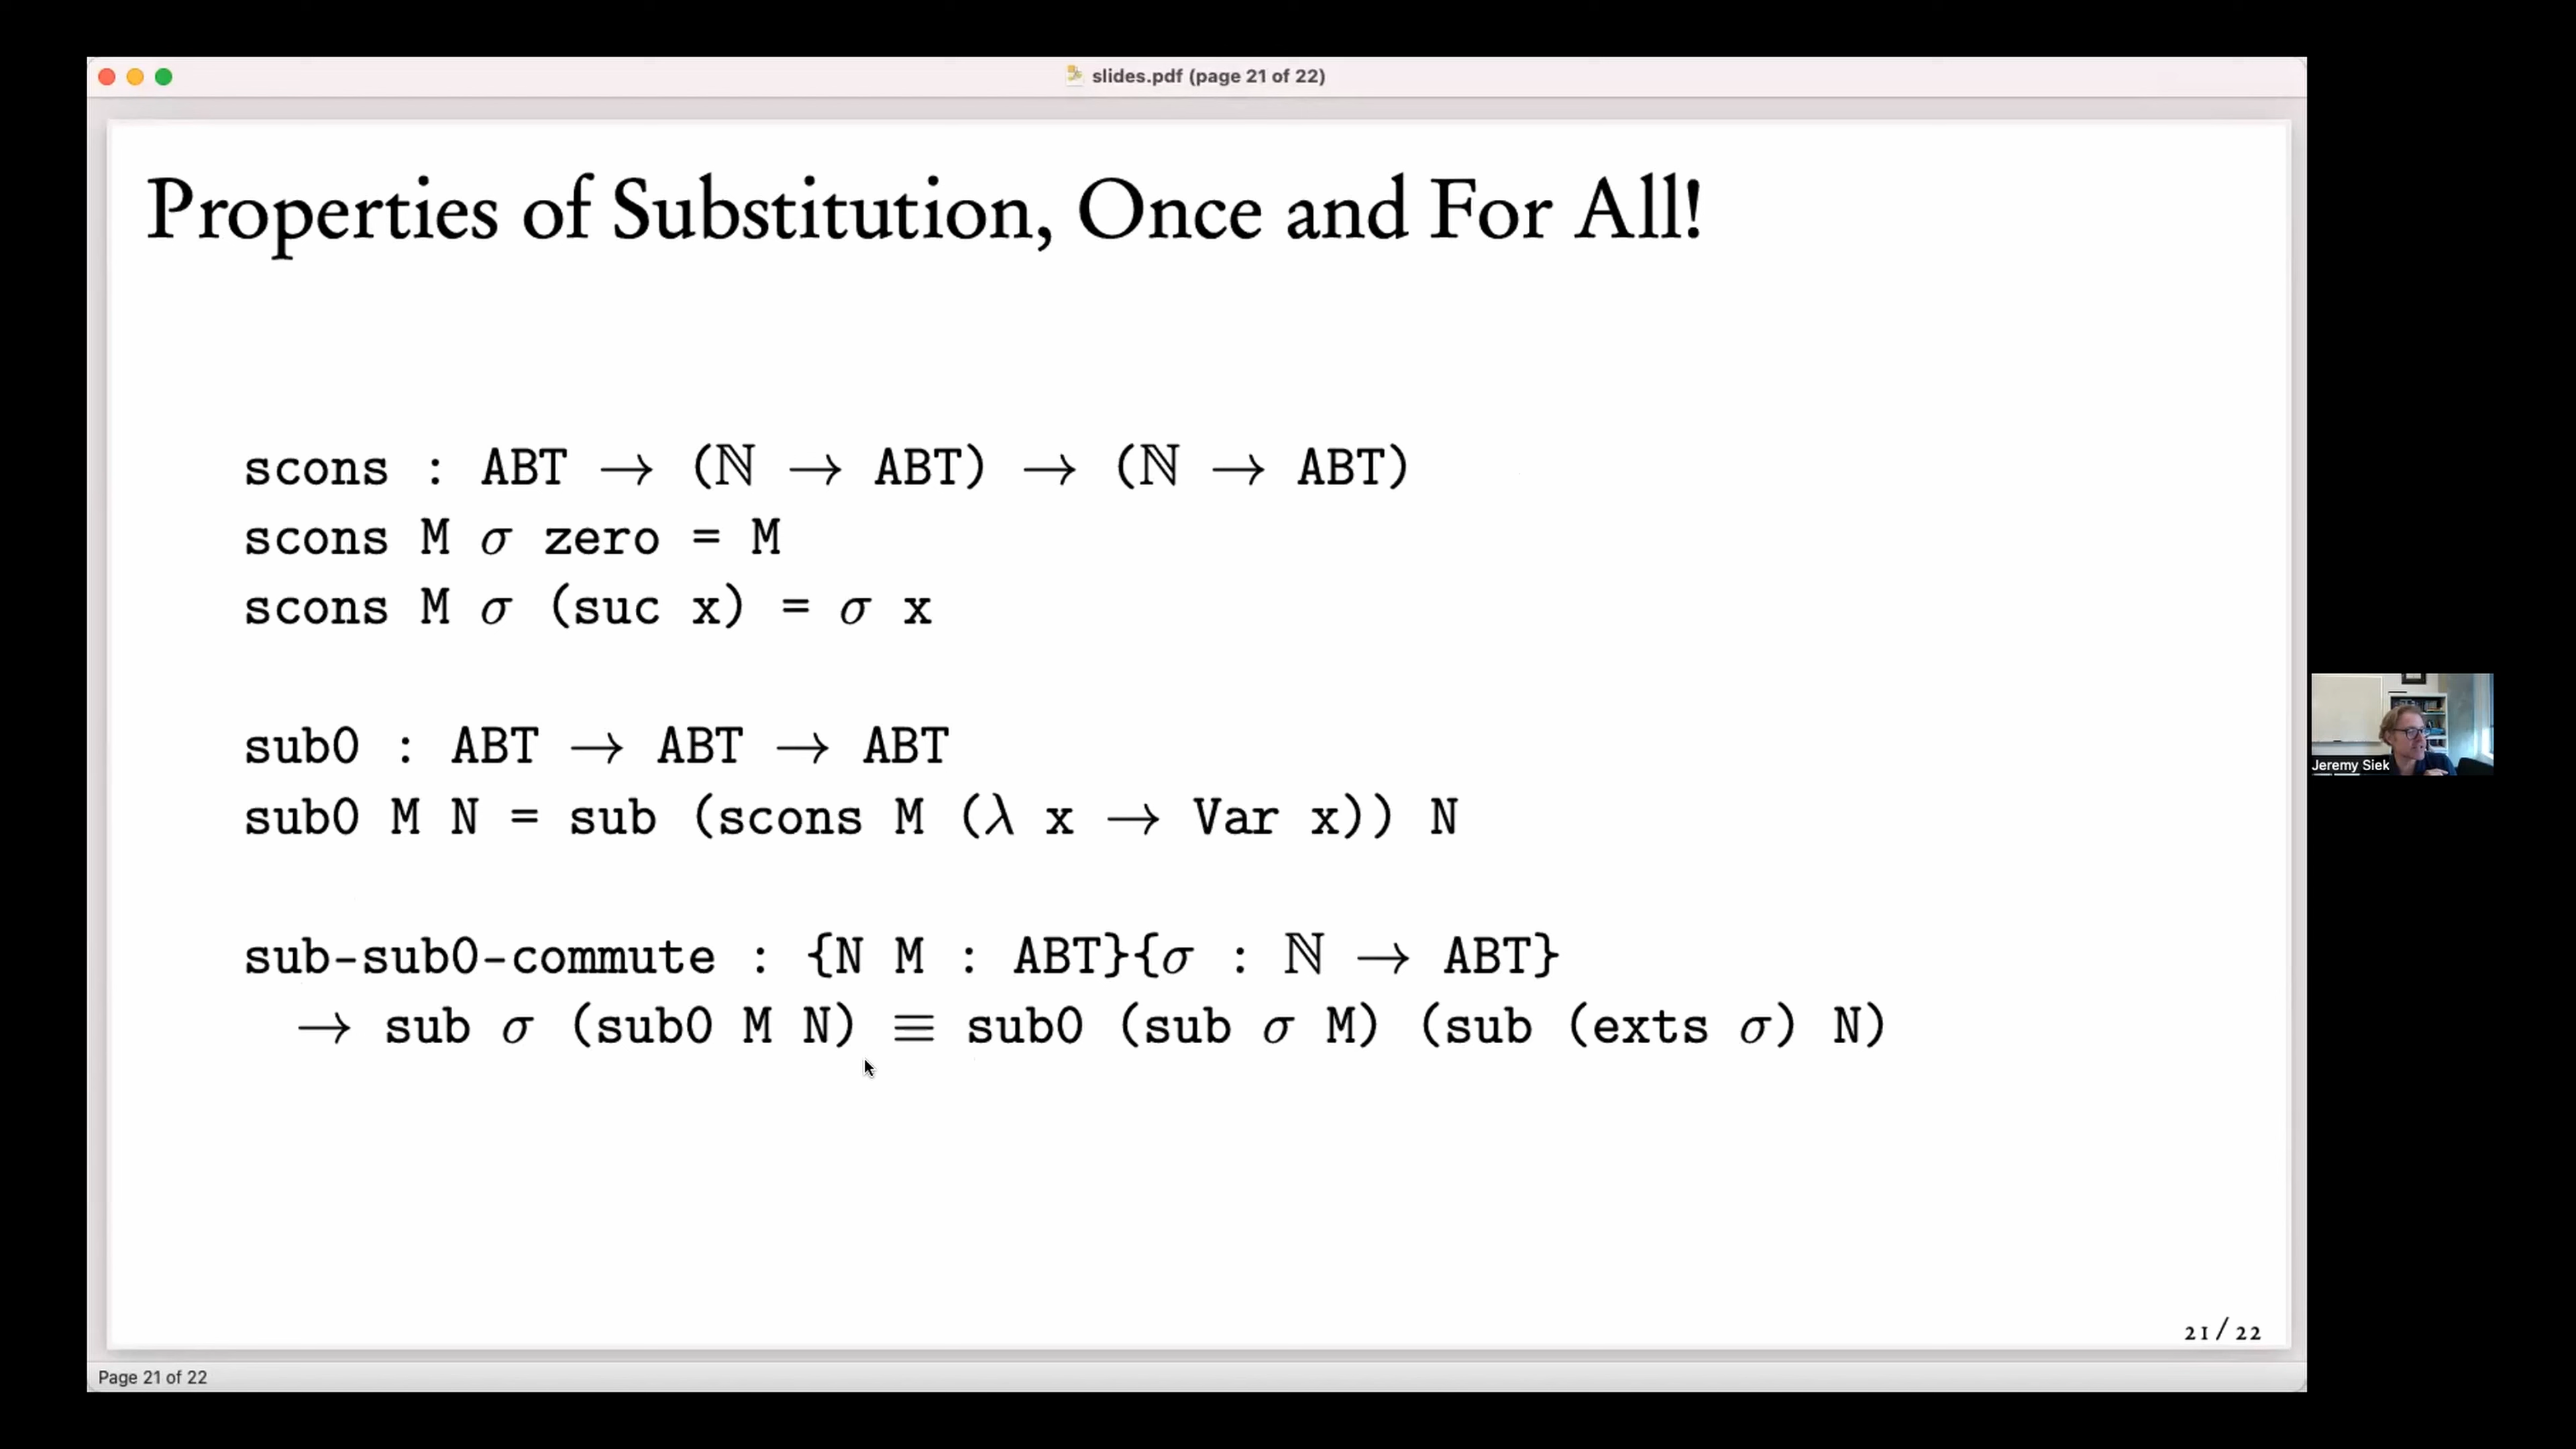 slides.pdf (page 21 of 22)
Properties of Substitution, Once and For All!
scons : ABT → (ℕ → ABT) → (ℕ → ABT)
scons M σ zero = M
scons M σ (suc x) = σ x
sub0 : ABT → ABT → ABT
sub0 M N = sub (scons M (λ x → Var x)) N
sub-sub0-commute : {N M : ABT}{σ : ℕ → ABT}
→ sub σ (sub0 M N) ≡ sub0 (sub σ M) (sub (exts σ) N)
21/22
Page 21 of 22
Jeremy Siek